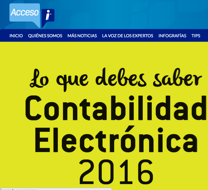 Acceso
i
INICIO QUIÉNES SOMOS MÁS NOTICIAS LA VOZ DE LOS EXPERTOS INFOGRAFÍAS TIPS
Lo que debes saber
Contabilidad
Electrónica
2016